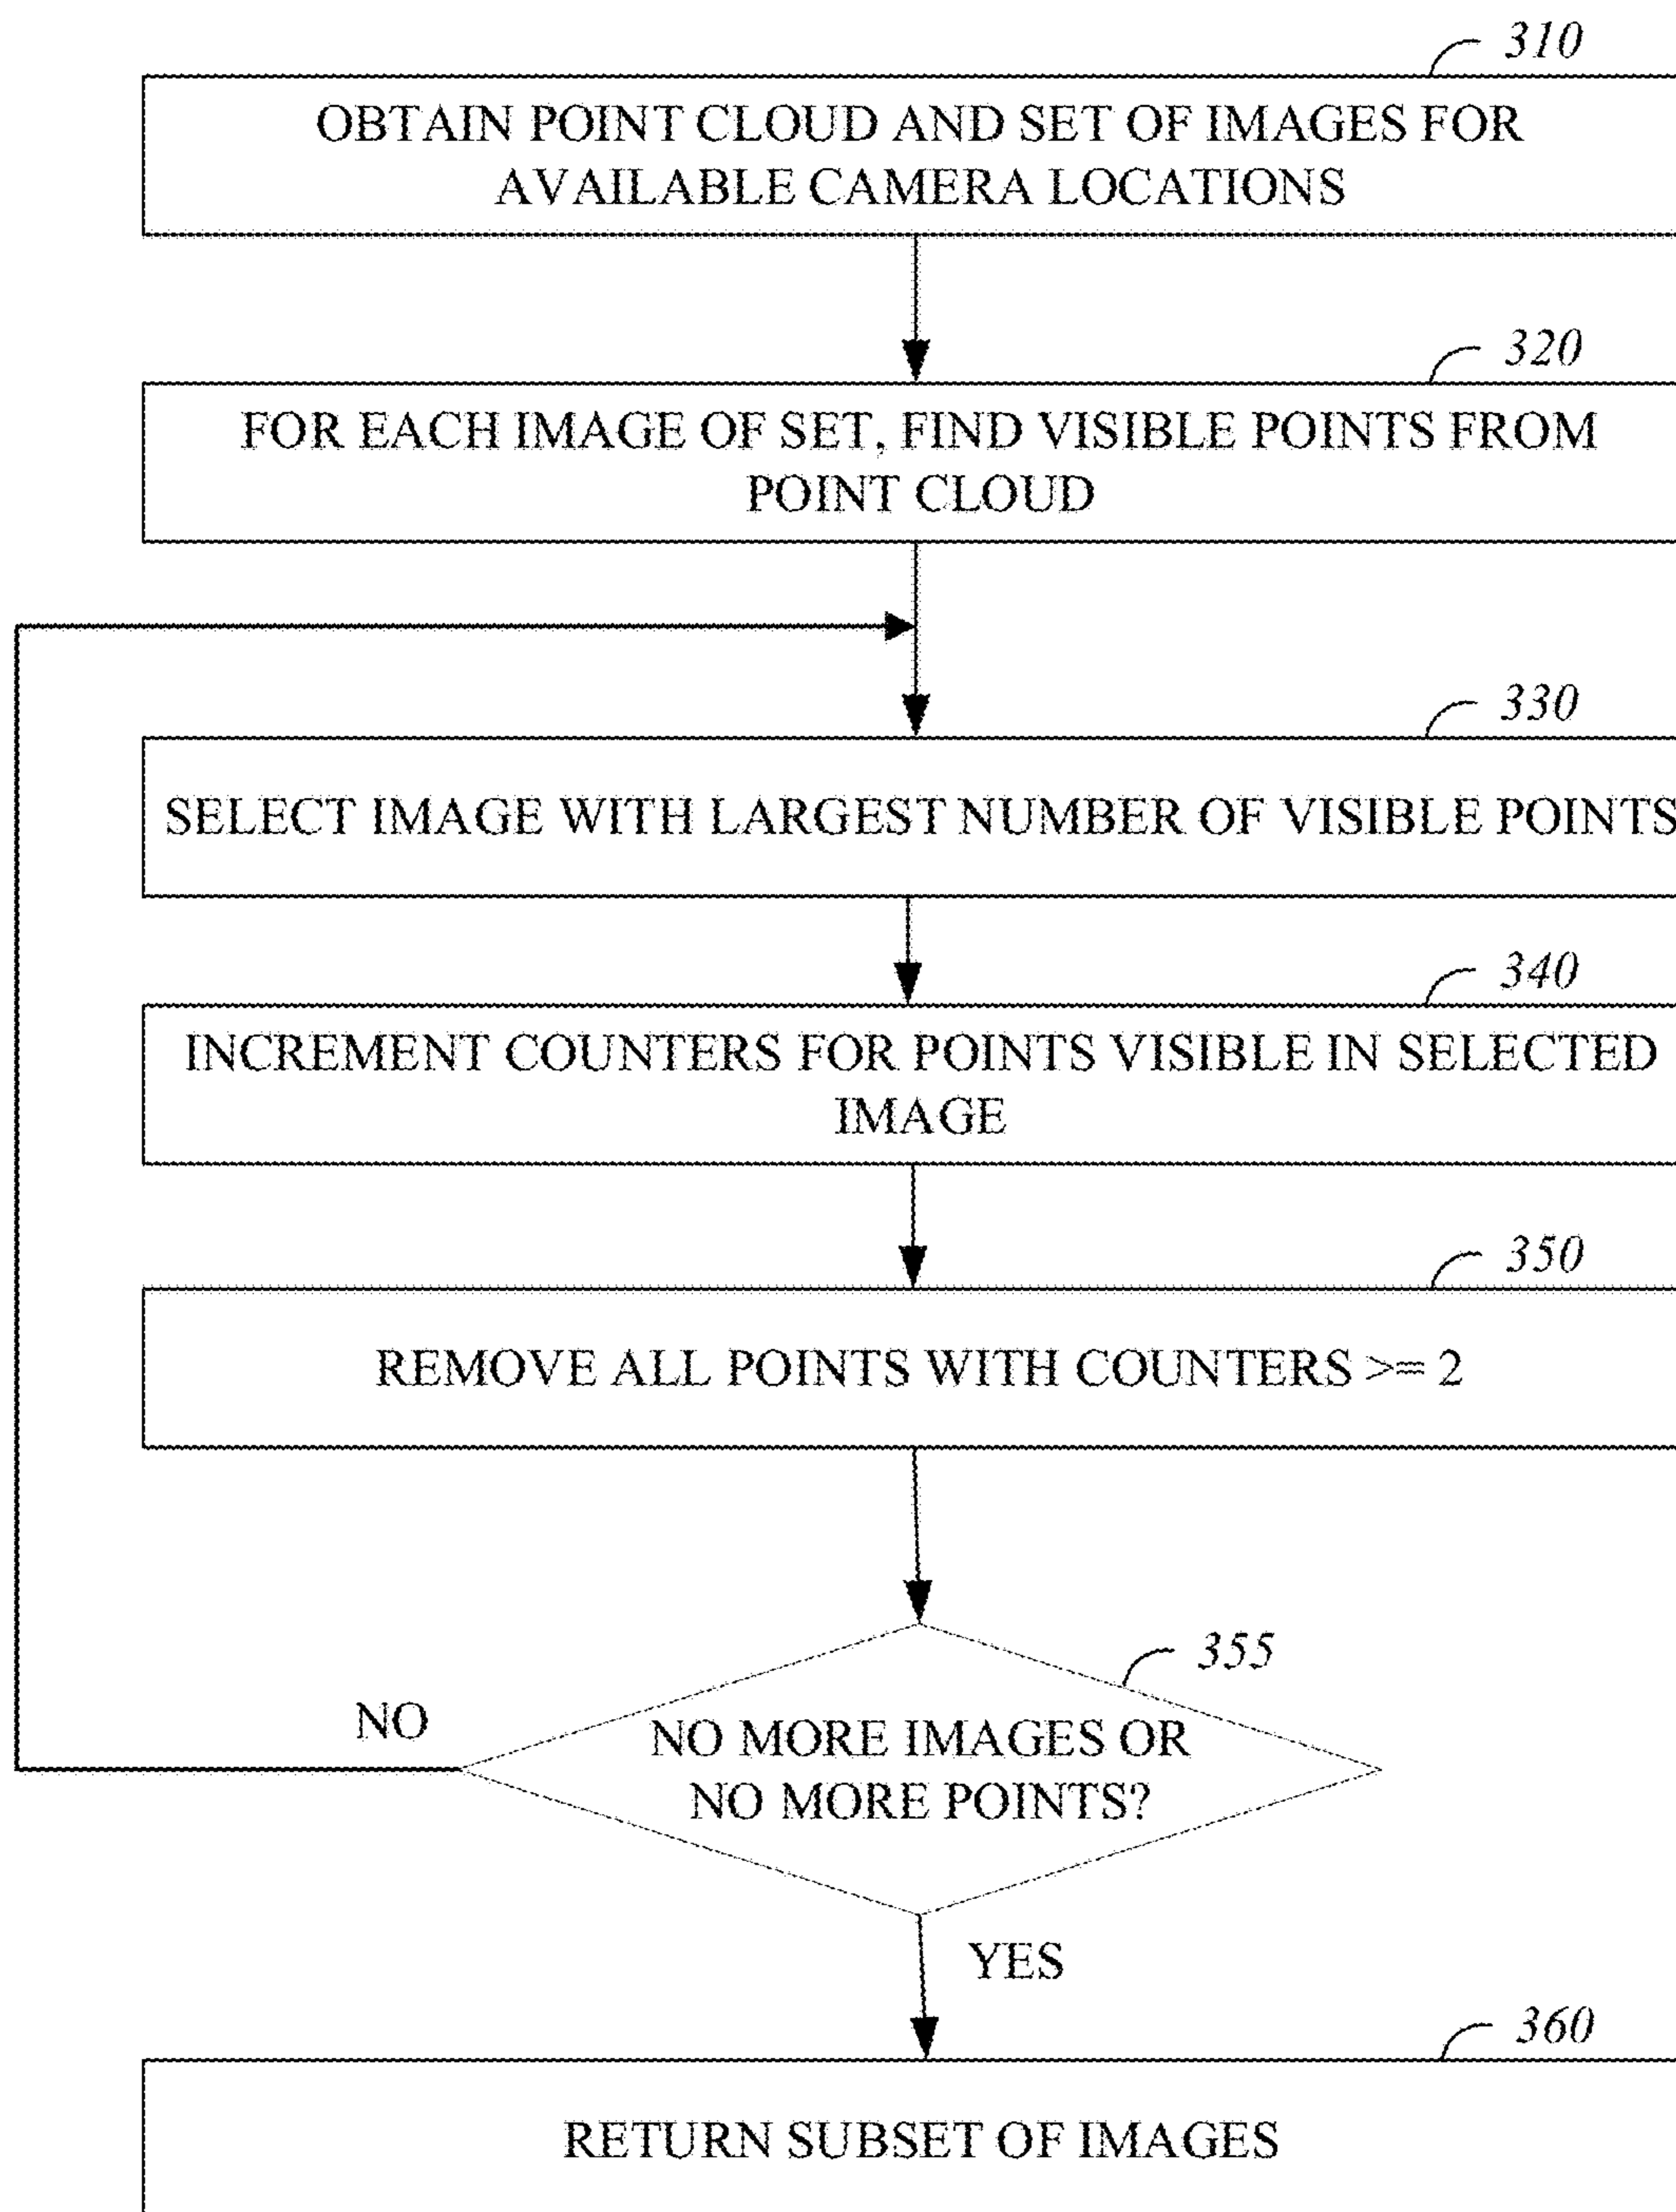 310
OBTAIN POINT CLOUD AND SET OF IMAGES FOR
AVAILABLE CAMERA LOCATIONS
320
FOR EACH IMAGE OF SET, FIND VISIBLE POINTS FROM
POINT CLOUD
330
SELECT IMAGE WITH LARGEST NUMBER OF VISIBLE POINTS
340
INCREMENT COUNTERS FOR POINTS VISIBLE IN SELECTED
IMAGE
350
REMOVE ALL POINTS WITH COUNTERS >= 2
355
NO
NO MORE IMAGES OR
NO MORE POINTS?
YES
360
RETURN SUBSET OF IMAGES